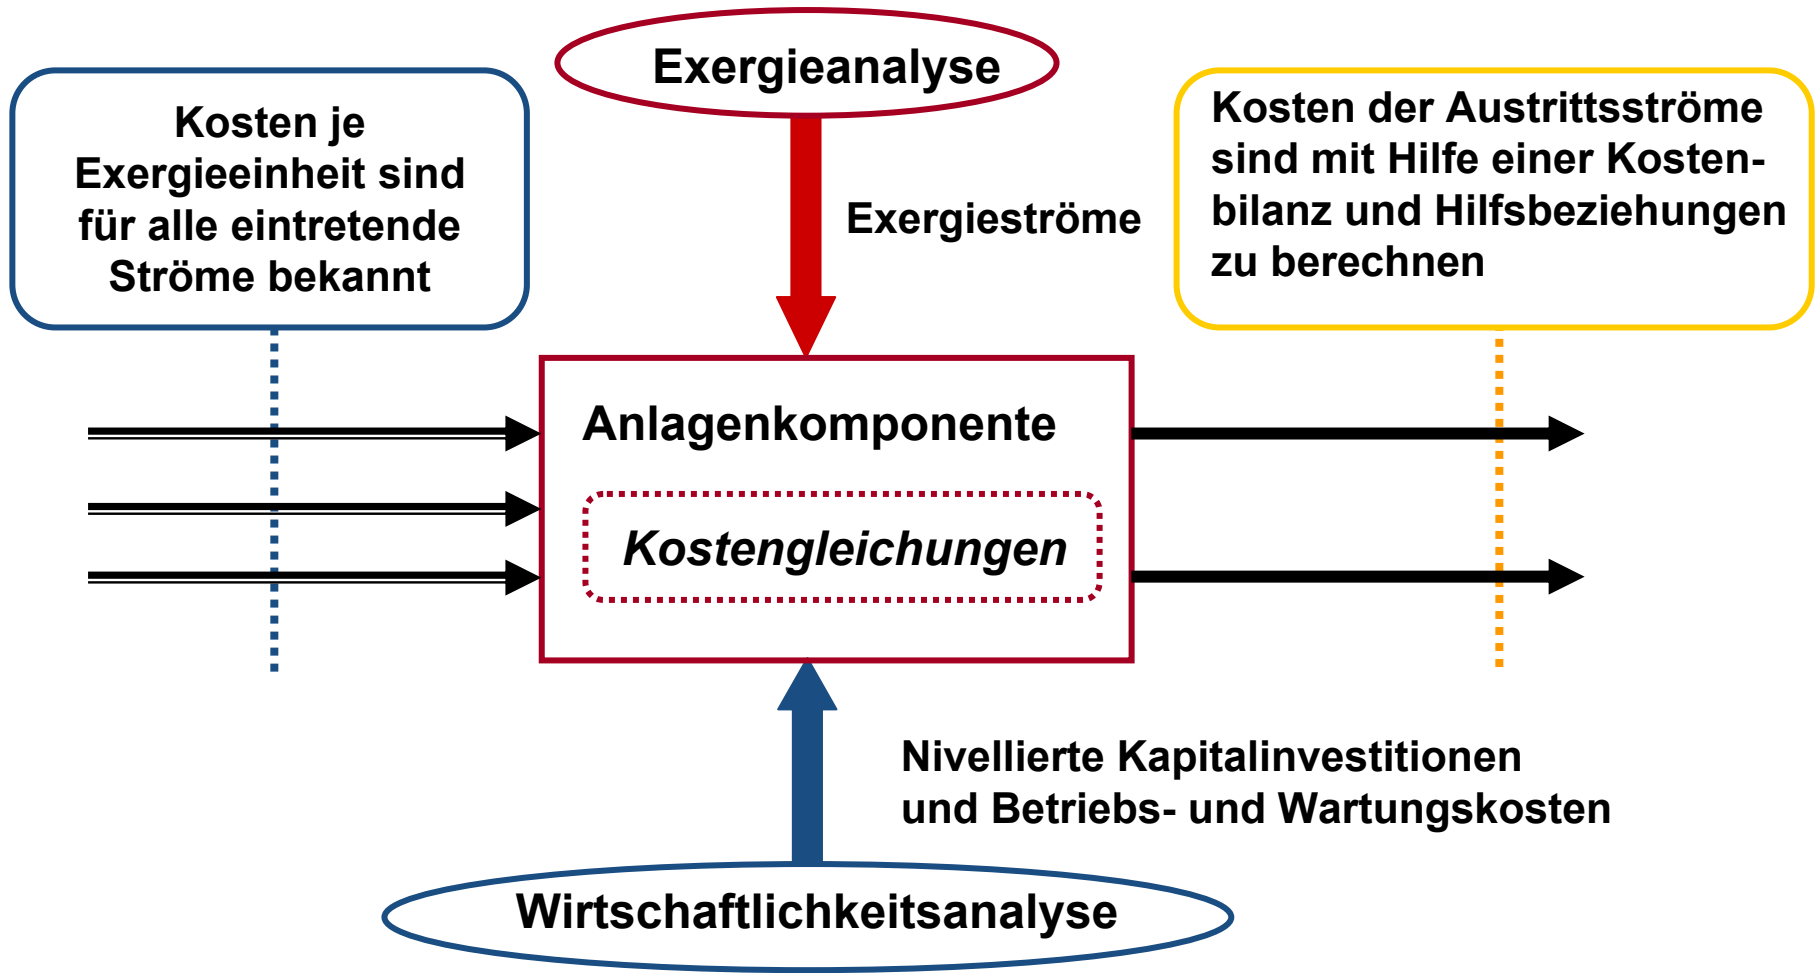 Exergieanalyse
Kosten je
Exergieeinheit sind
für alle eintretende
Ströme bekannt
Kosten der Austrittsströme
sind mit Hilfe einer Kosten-
bilanz und Hilfsbeziehungen
zu berechnen
Exergieströme
Anlagenkomponente
Kostengleichungen
Nivellierte Kapitalinvestitionen
und Betriebs- und Wartungskosten
Wirtschaftlichkeitsanalyse